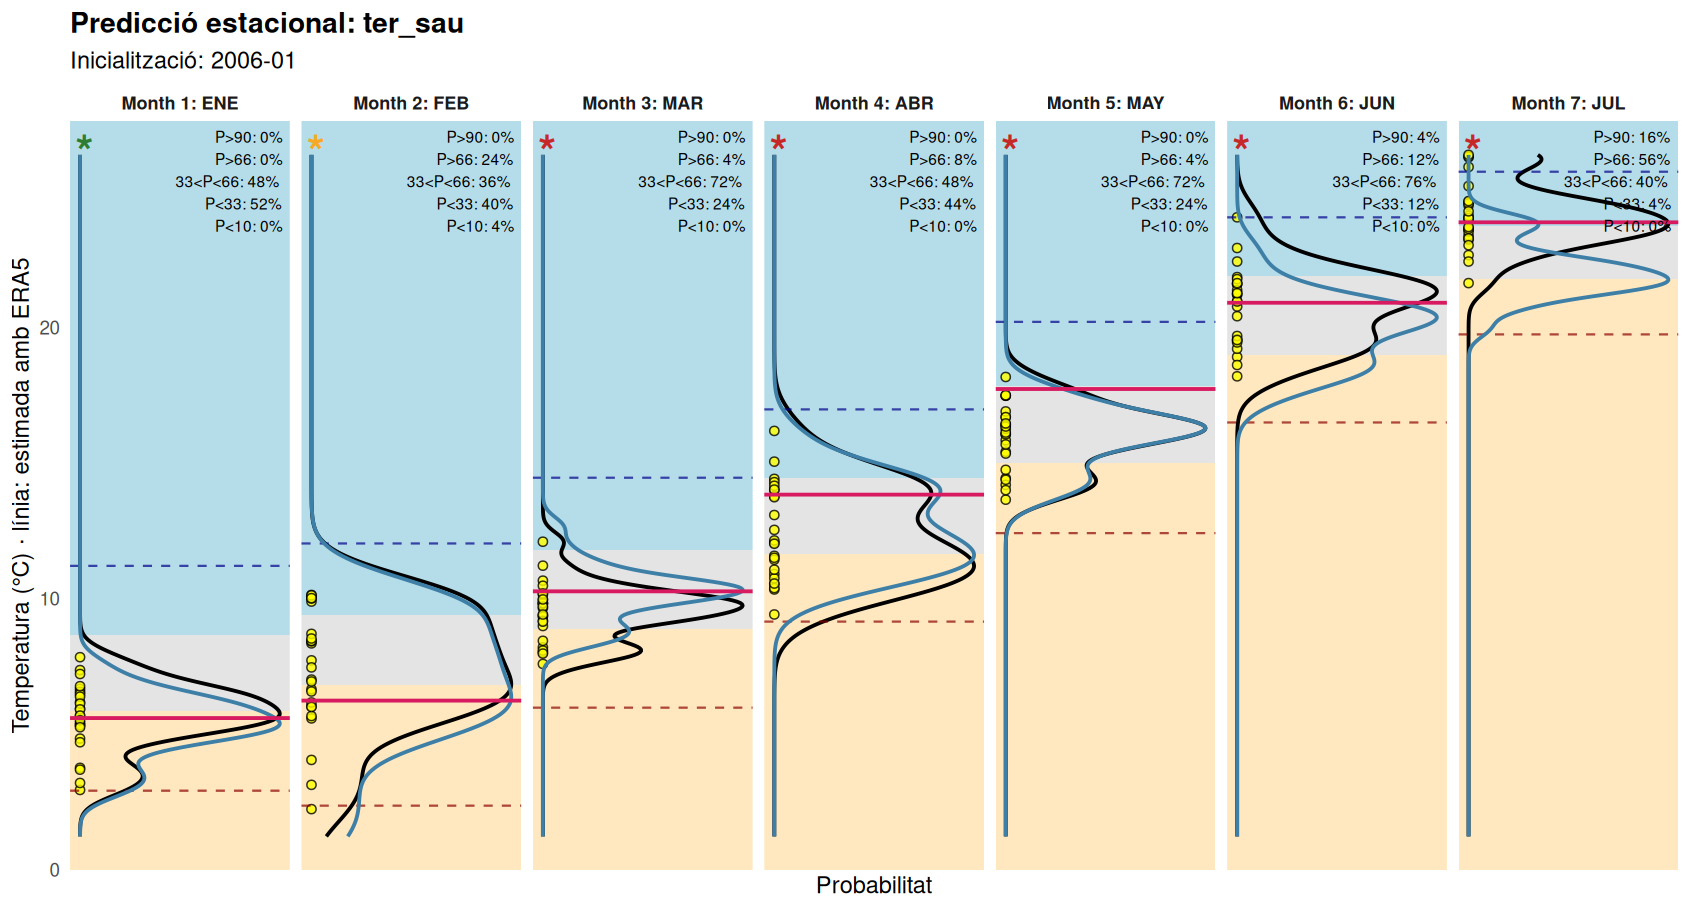 Predicció estacional: ter_sau
Inicialització: 2006-01
Month 1: ENE
Month 2: FEB
Month 3: MAR
Month 4: ABR
Month 5: MAY
Month 6: JUN
Month 7: JUL
*
P>90: 0%
P>66: 0%
33<P<66: 48%
P<33: 52%
P<10: 0%
*
P>90: 0%
P>66: 24%
33<P<66: 36%
P<33: 40%
P<10: 4%
*
P>90: 0%
P>66: 4%
33<P<66: 72%
P<33: 24%
P<10: 0%
*
P>90: 0%
P>66: 8%
33<P<66: 48%
P<33: 44%
P<10: 0%
*
P>90: 0%
P>66: 4%
33<P<66: 72%
P<33: 24%
P<10: 0%
*
P>90: 4%
P>66: 12%
33<P<66: 76%
P<33: 12%
P<10: 0%
*
P>90: 16%
P>66: 56%
33<P<66: 40%
P<33: 4%
P<10: 0%
Temperatura (°C) · línia: estimada amb ERA5
20
10
0
Probabilitat